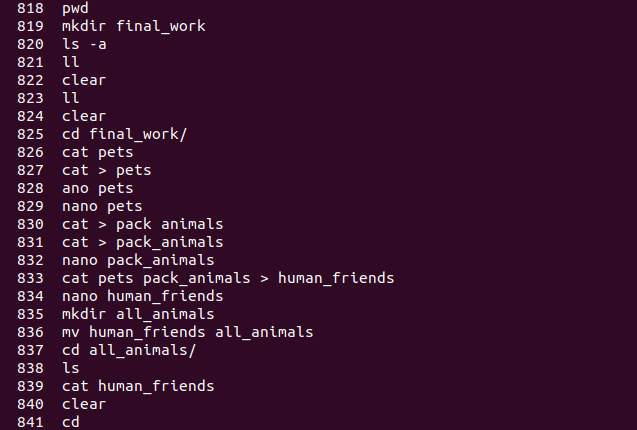 818 pwd
819 mkdir final_work
820 ls -a
821 ll
822 clear
823 ll
824 clear
825 cd final_work/
826 cat pets
827 cat > pets
828 ano pets
829 nano pets
830 cat > pack animals
831 cat > pack_animals
832 nano pack_animals
833 cat pets pack_animals > human_friends
834 nano human_friends
835 mkdir all_animals
836 mv human_friends all_animals
837 cd all_animals/
838 ls
839 cat human_friends
840 clear
841 cd